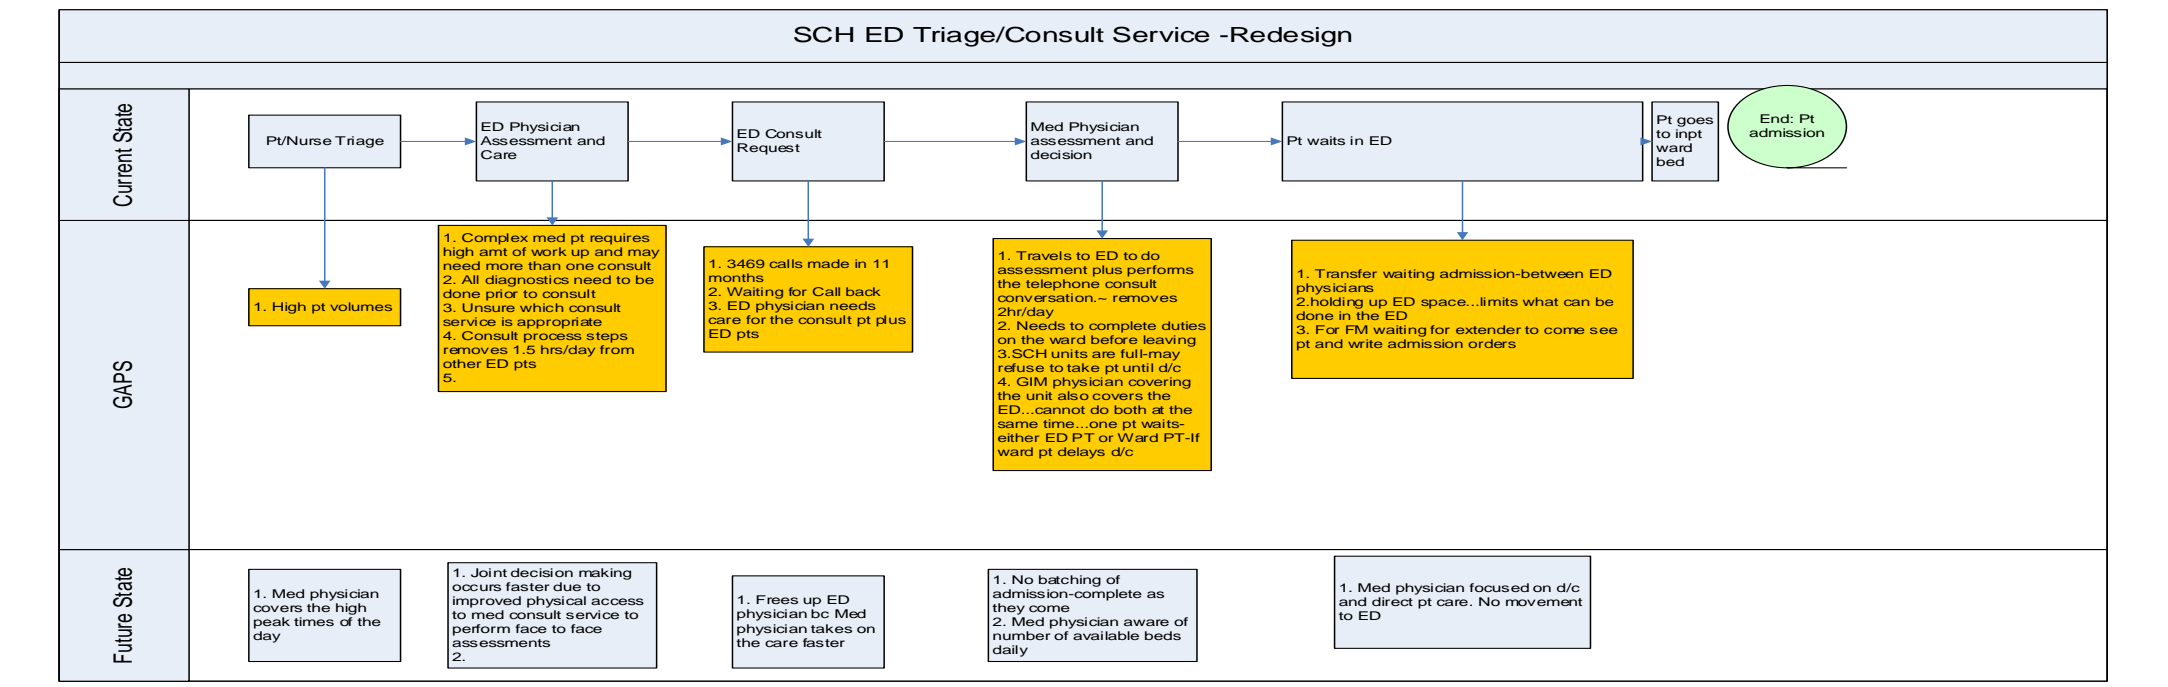 SCH ED Triage/Consult Service -Redesign
Current State
Pt/Nurse Triage
ED Physician
Assessment and
Care
ED Consult
Request
Med Physician
assessment and
decision
Pt waits in ED
Pt goes
to inpt
ward
bed
End: Pt
admission
GAPS
1. High pt volumes
1. Complex med pt requires
high amt of work up and may
need more than one consult
2. All diagnostics need to be
done prior to consult
3. Unsure which consult
service is appropriate
4. Consult process steps
removes 1.5 hrs/day from
other ED pts
5.
1. 3469 calls made in 11
months
2. Waiting for Call back
3. ED physician needs
care for the consult pt plus
ED pts
1. Travels to ED to do
assessment plus performs
the telephone consult
conversation.~ removes
2hr/day
2. Needs to complete duties
on the ward before leaving
3.SCH units are full-may
refuse to take pt until d/c
4. GIM physician covering
the unit also covers the
ED...cannot do both at the
same time...one pt waits-
either ED PT or Ward PT-If
ward pt delays d/c
1. Transfer waiting admission-between ED
physicians
2.holding up ED space...limits what can be
done in the ED
3. For FM waiting for extender to come see
pt and write admission orders
Future State
1. Med physician
covers the high
peak times of the
day
1. Joint decision making
occurs faster due to
improved physical access
to med consult service to
perform face to face
assessments
2.
1. Frees up ED
physician bc Med
physician takes on
the care faster
1. No batching of
admission-complete as
they come
2. Med physician aware of
number of available beds
daily
1. Med physician focused on d/c
and direct pt care. No movement
to ED